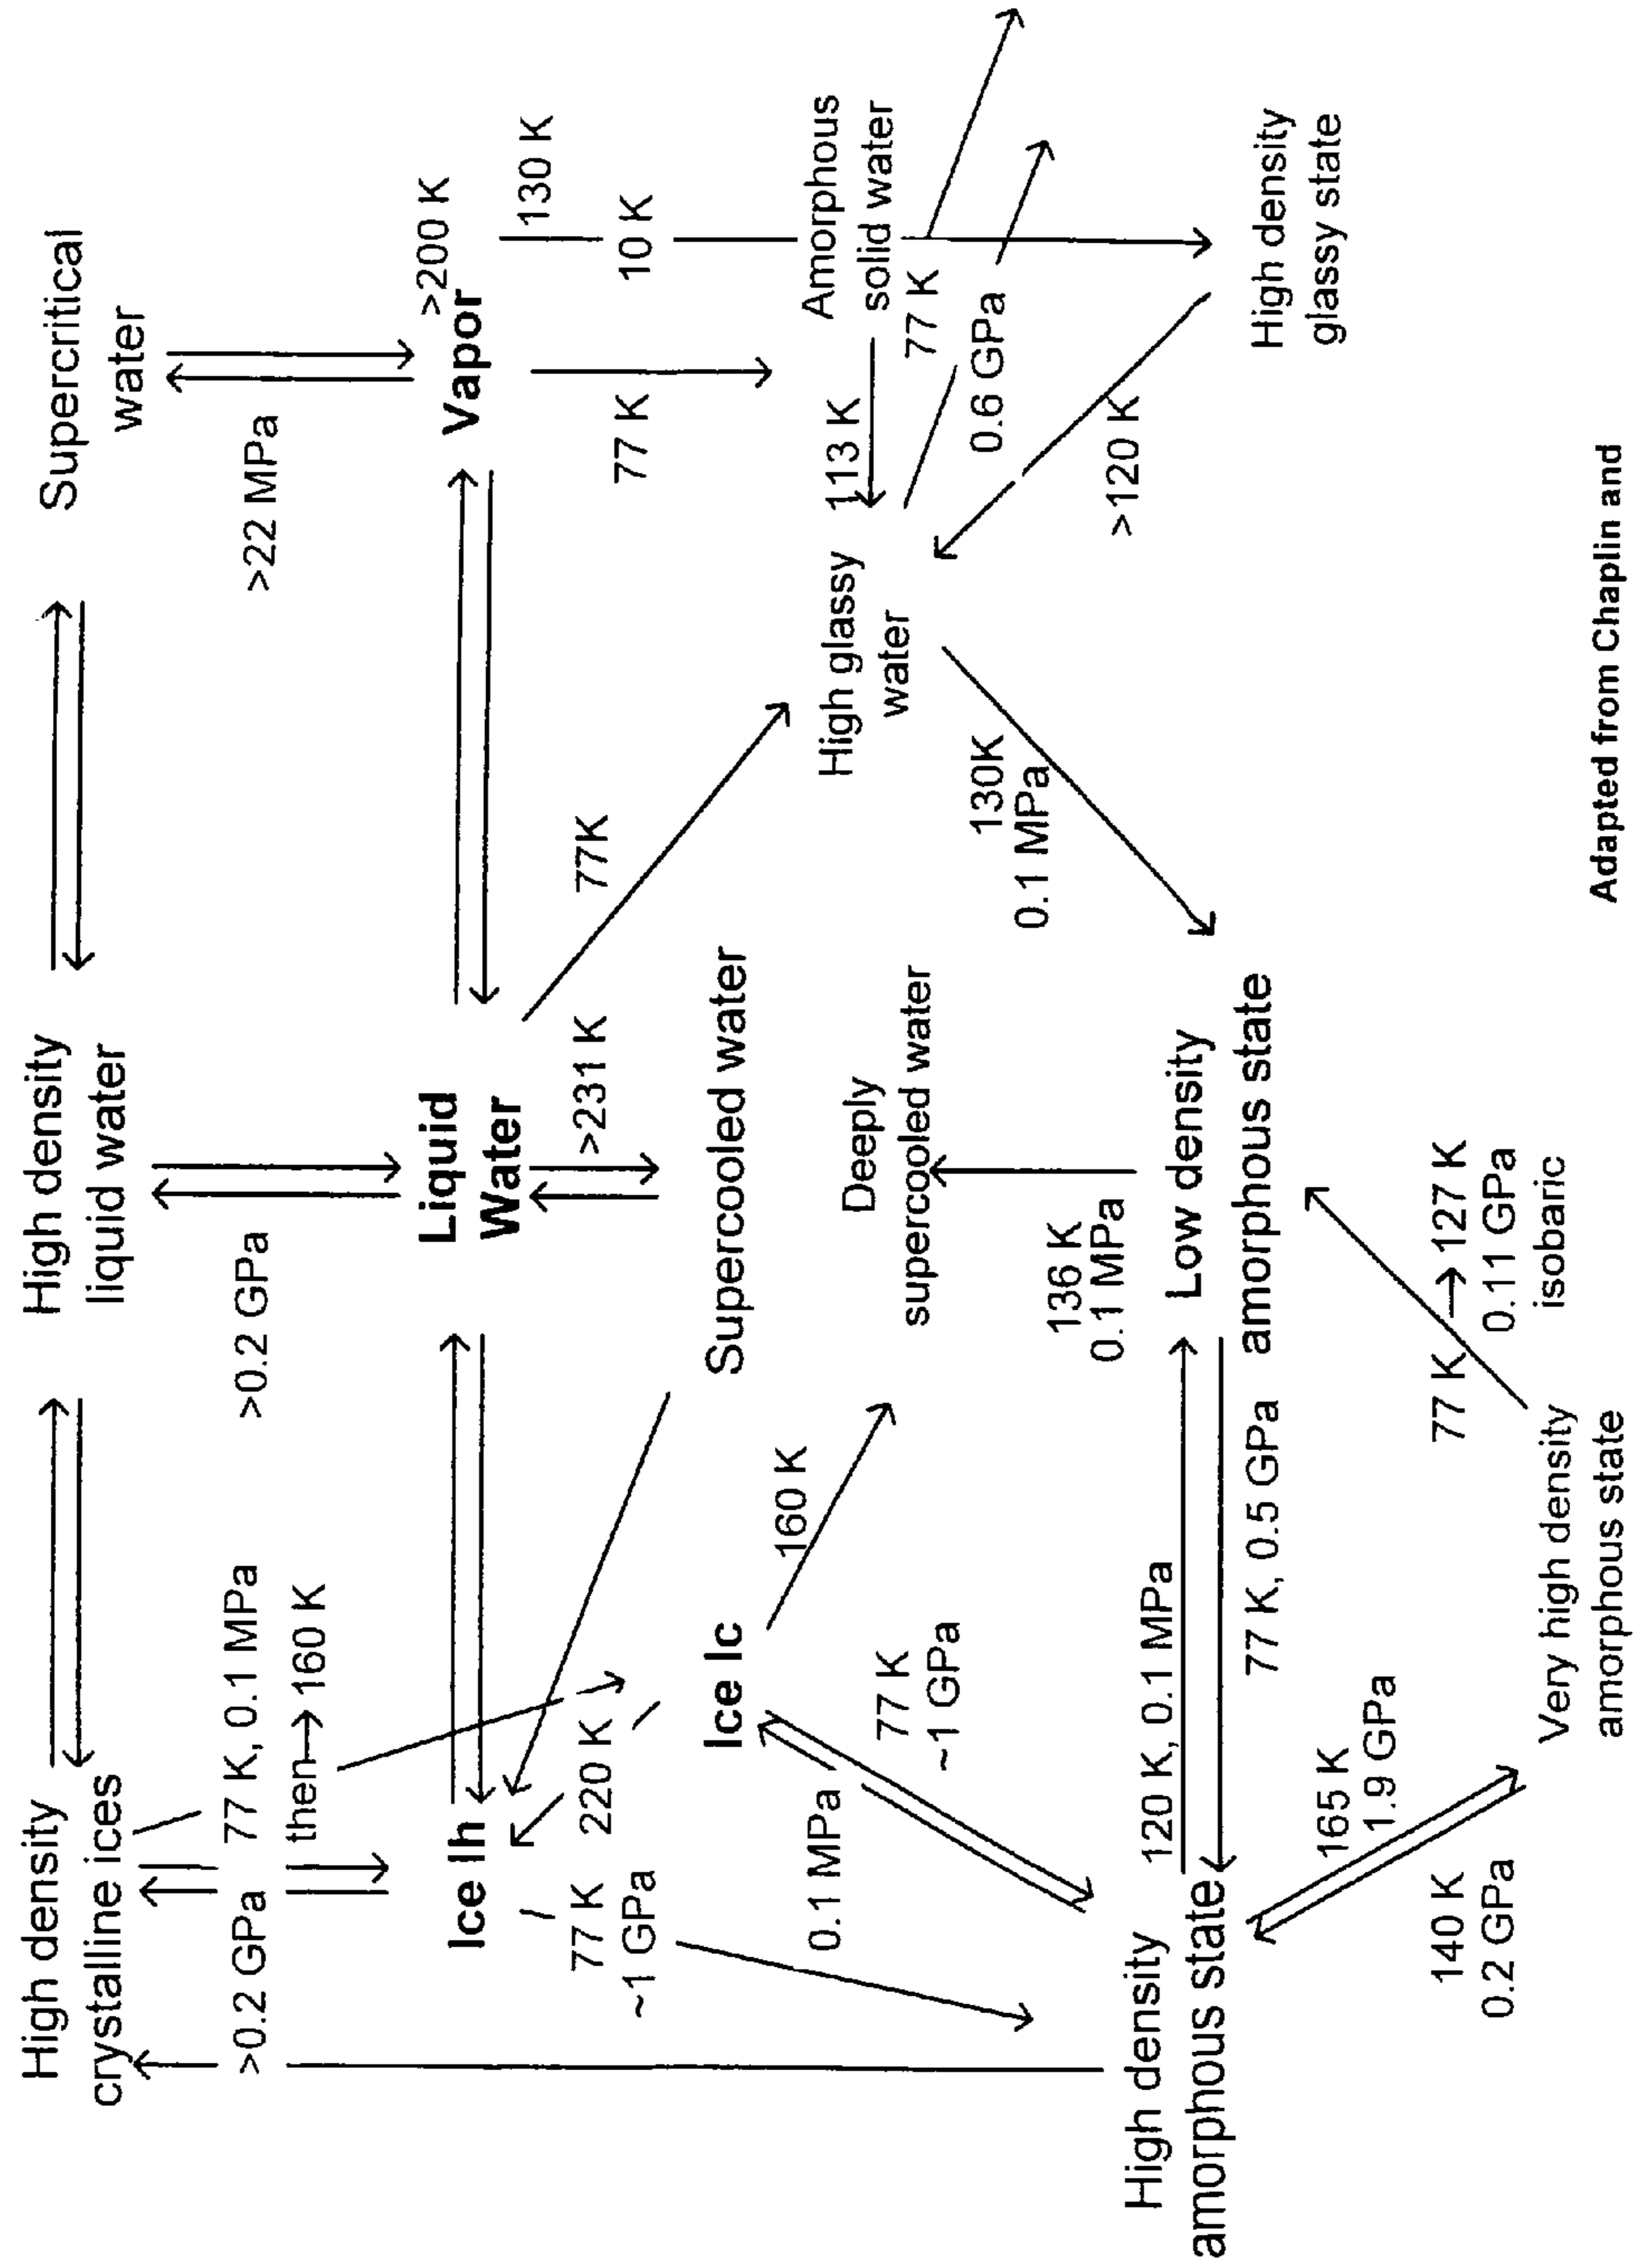 High density
crystalline ices
High density
liquid water
Supercritical
water
>0.2 GPa
77 K, 0.1 MPa
then→160 K
>0.2 GPa
>22 MPa
Ice Ih
Liquid
Water
Vapor
>200 K
130 K
77 K
~1 GPa
220 K
>231 K
77K
77 K
10 K
Ice Ic
Supercooled water
160 K
0.1 MPa
77 K
~1 GPa
Deeply
supercooled water
High glassy
water
113 K
Amorphous
solid water
77 K
0.6 GPa
136 K
0.1 MPa
130K
0.1 MPa
>120 K
High density
amorphous state
120 K, 0.1 MPa
77 K, 0.5 GPa
Low density
amorphous state
High density
glassy state
165 K
1.9 GPa
140 K
0.2 GPa
77 K → 127 K
0.11 GPa
isobaric
Very high density
amorphous state
Adapted from Chaplin and